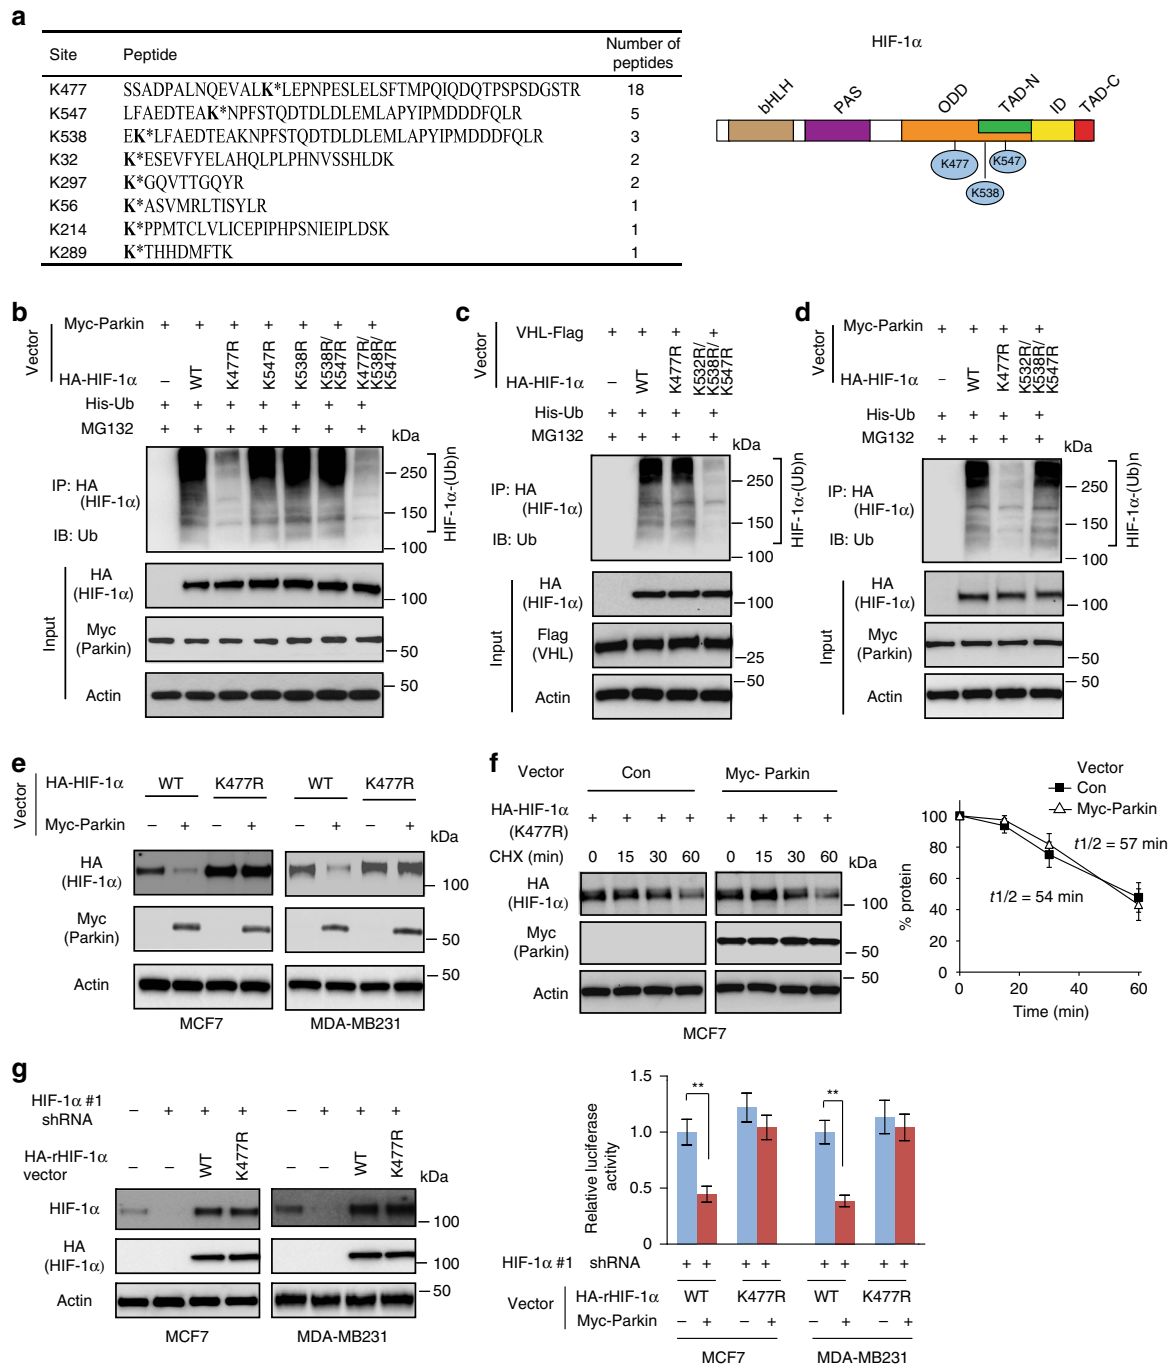 a
Site Peptide Number of peptides
K477 SSADPALNQEVALK*LEPNPESLELSFTMPQIQDQTPSPSDGSTR 18
K547 LFAEDTEAK*NPFSTQDTDLDLEMLAPYIPMDDDFQLR 5
K538 EK*LFAEDTEAKNPFSTQDTDLDLEMLAPYIPMDDDFQLR 3
K32 K*ESEVFYELAHQLPLPHNVSSHLDK 2
K297 K*GQVTTGQYR 2
K56 K*ASVMRLTISYLR 1
K214 K*PPMTCLVLICEPIPHPSNIEIPLDSK 1
K289 K*THHDMFTK 1
HIF-1α
bHLH PAS ODD TAD-N ID TAD-C
K477 K547
K538
b
Vector
Myc-Parkin + + + + + + +
HA-HIF-1α – WT K477R K547R K538R K538R/K547R K477R/K538R/K547R
His-Ub + + + + + + +
MG132 + + + + + + +
kDa
IP: HA (HIF-1α)
IB: Ub
250
150
100
HIF-1α-(Ub)n
Input
HA (HIF-1α) 100
Myc (Parkin) 50
Actin 50
c
Vector
VHL-Flag + + + +
HA-HIF-1α – WT K477R K532R/K538R/K547R
His-Ub + + + +
MG132 + + + +
kDa
IP: HA (HIF-1α)
IB: Ub
250
150
100
HIF-1α-(Ub)n
Input
HA (HIF-1α) 100
Flag (VHL) 25
Actin 50
d
Vector
Myc-Parkin + + + +
HA-HIF-1α – WT K477R K532R/K538R/K547R
His-Ub + + + +
MG132 + + + +
kDa
IP: HA (HIF-1α)
IB: Ub
250
150
100
HIF-1α-(Ub)n
Input
HA (HIF-1α) 100
Myc (Parkin) 50
Actin 50
e
Vector
HA-HIF-1α WT K477R WT K477R
Myc-Parkin – + – + – + – +
kDa
HA (HIF-1α) 100
Myc (Parkin) 50
Actin 50
MCF7 MDA-MB231
f
Vector Con Myc- Parkin
HA-HIF-1α (K477R) + + + + + + + +
CHX (min) 0 15 30 60 0 15 30 60 kDa
HA (HIF-1α) 100
Myc (Parkin) 50
Actin 50
MCF7
Vector
Con
Myc-Parkin
t1/2 = 57 min
t1/2 = 54 min
% protein
100
80
60
40
20
0
0 20 40 60
Time (min)
g
HIF-1α #1 shRNA – + + + – + + +
HA-rHIF-1α vector – – WT K477R – – WT K477R
kDa
HIF-1α 100
HA (HIF-1α) 100
Actin 50
MCF7 MDA-MB231
Relative luciferase activity
1.5
1.0
0.5
0
** **
HIF-1α #1 shRNA + + + + + + + +
Vector
HA-rHIF-1α WT K477R WT K477R
Myc-Parkin – + – + – + – +
MCF7 MDA-MB231